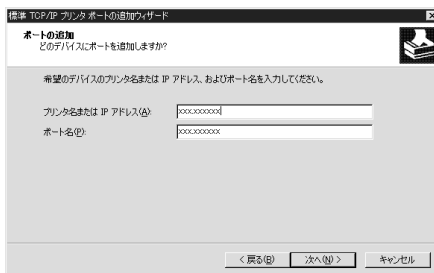 標準 TCP/IP プリンタ ポートの追加ウィザード
ポートの追加
どのデバイスにポートを追加しますか?
希望のデバイスのプリンタ名または IP アドレス、およびポート名を入力してください。
プリンタ名または IP アドレス(A): xxx.xxxxxx
ポート名(P): xxx.xxxxxx
< 戻る(B) 次へ(N) > キャンセル